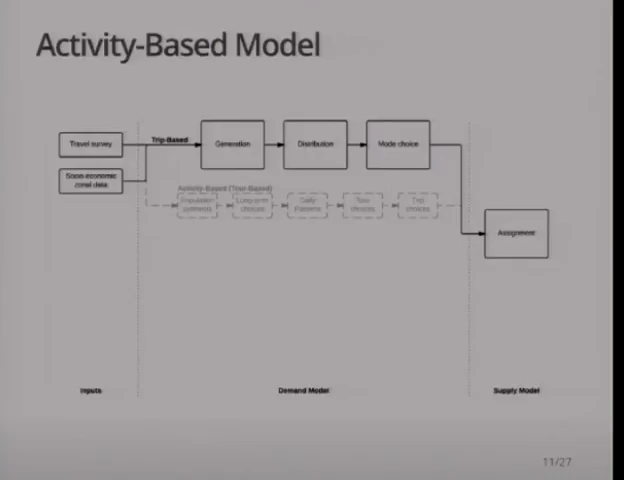 Activity-Based Model
Travel survey
Socio-economic
zonal data
Trip-Based
Generation
Distribution
Mode choice
Activity-Based (Tour-Based)
Population
synthesis
Long-term
choices
Daily
Patterns
Tour
choices
Trip
choices
Assignment
Inputs
Demand Model
Supply Model
11/27